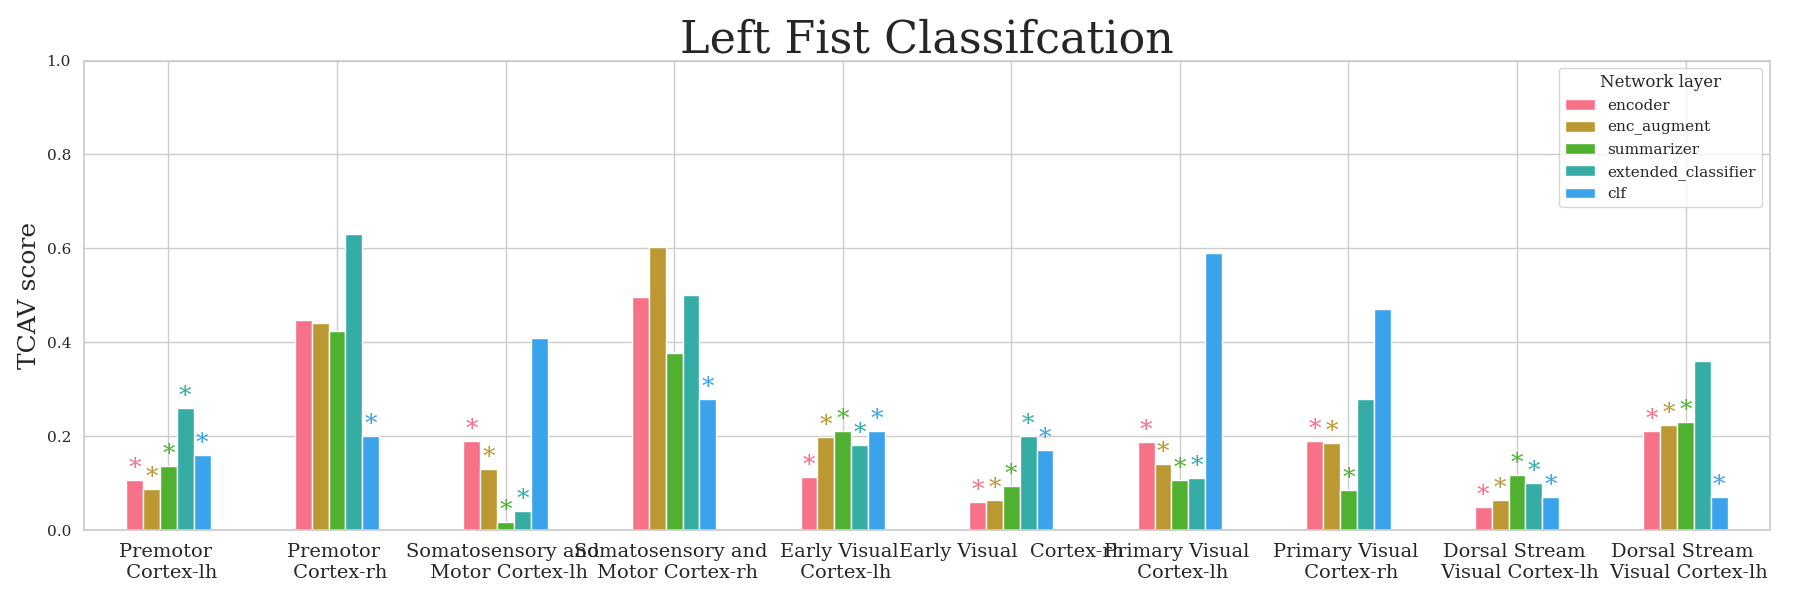 Left Fist Classifcation
TCAV score
1.0
0.8
0.6
0.4
0.2
0.0
Network layer
encoder
enc_augment
summarizer
extended_classifier
clf
* * * * *
*
* * * *
*
* * * * *
* * * * *
* * * *
* * *
* * * * *
* * * *
Premotor
Cortex-lh
Premotor
Cortex-rh
Somatosensory and
Motor Cortex-lh
Somatosensory and
Motor Cortex-rh
Early Visual
Cortex-lh
Early Visual Cortex-rh
Primary Visual
Cortex-lh
Primary Visual
Cortex-rh
Dorsal Stream
Visual Cortex-lh
Dorsal Stream
Visual Cortex-lh